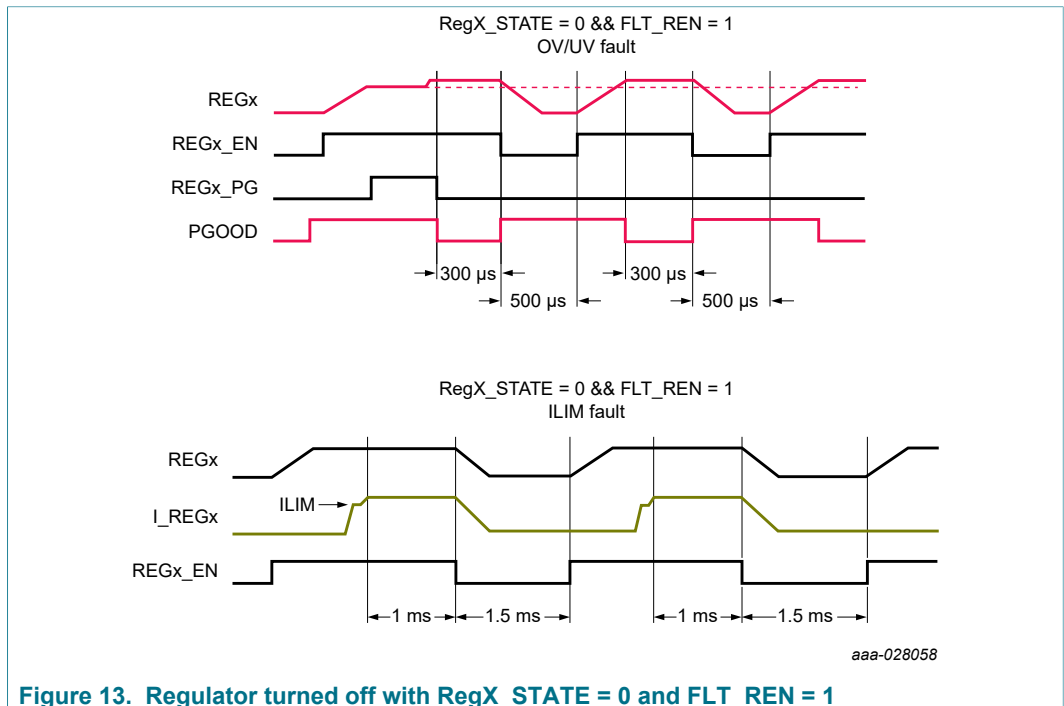 RegX_STATE = 0 && FLT_REN = 1
OV/UV fault
REGx
REGx_EN
REGx_PG
PGOOD
300 µs
300 µs
500 µs
500 µs
RegX_STATE = 0 && FLT_REN = 1
ILIM fault
REGx
ILIM
I_REGx
REGx_EN
1 ms
1.5 ms
1 ms
1.5 ms
aaa-028058
Figure 13. Regulator turned off with RegX_STATE = 0 and FLT_REN = 1